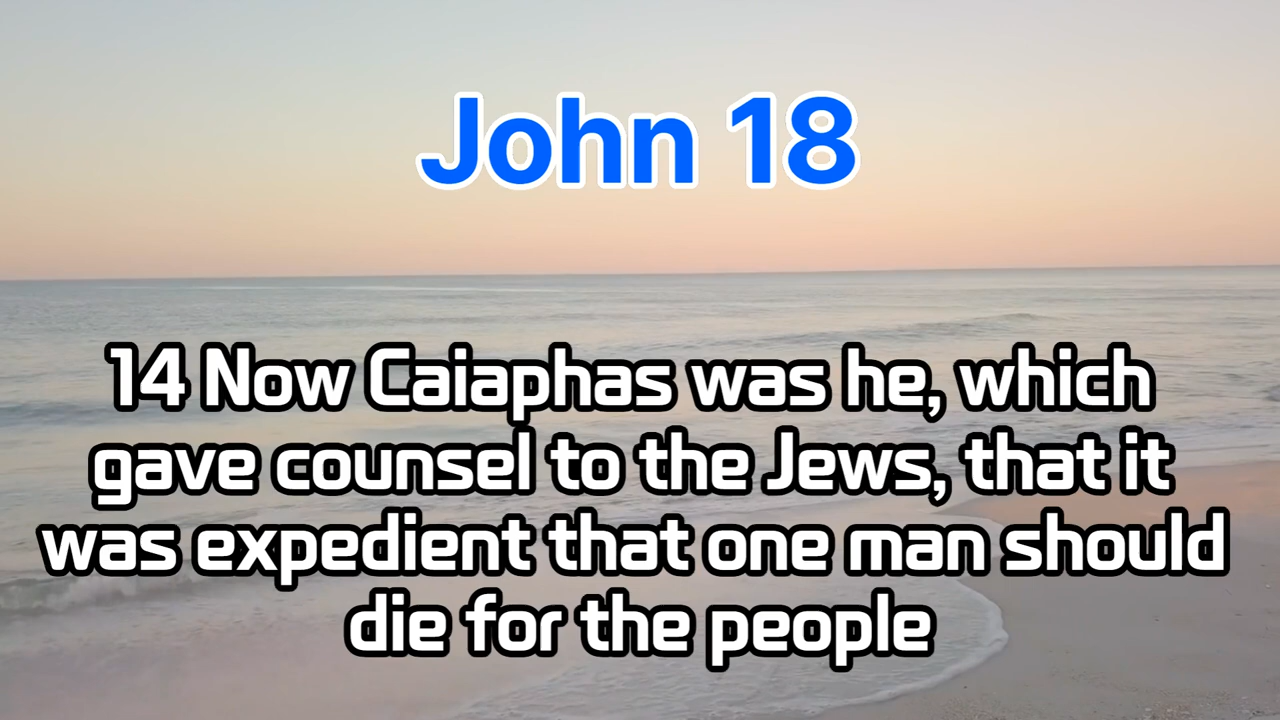 John 18
14 Now Caiaphas was he, which
gave counsel to the Jews, that it
was expedient that one man should
die for the people